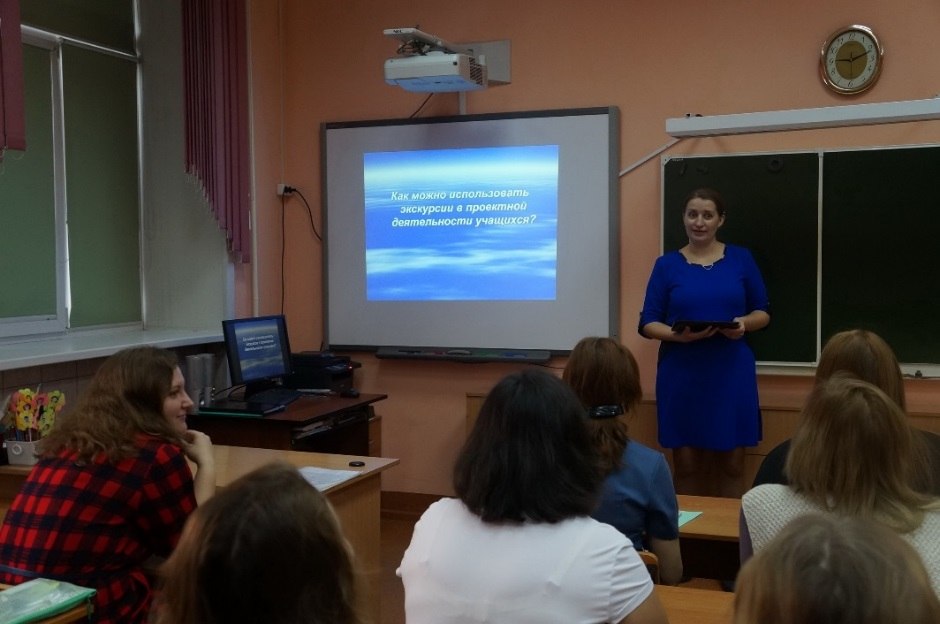 Как можно использовать
экскурсии в проектной
деятельности учащихся?